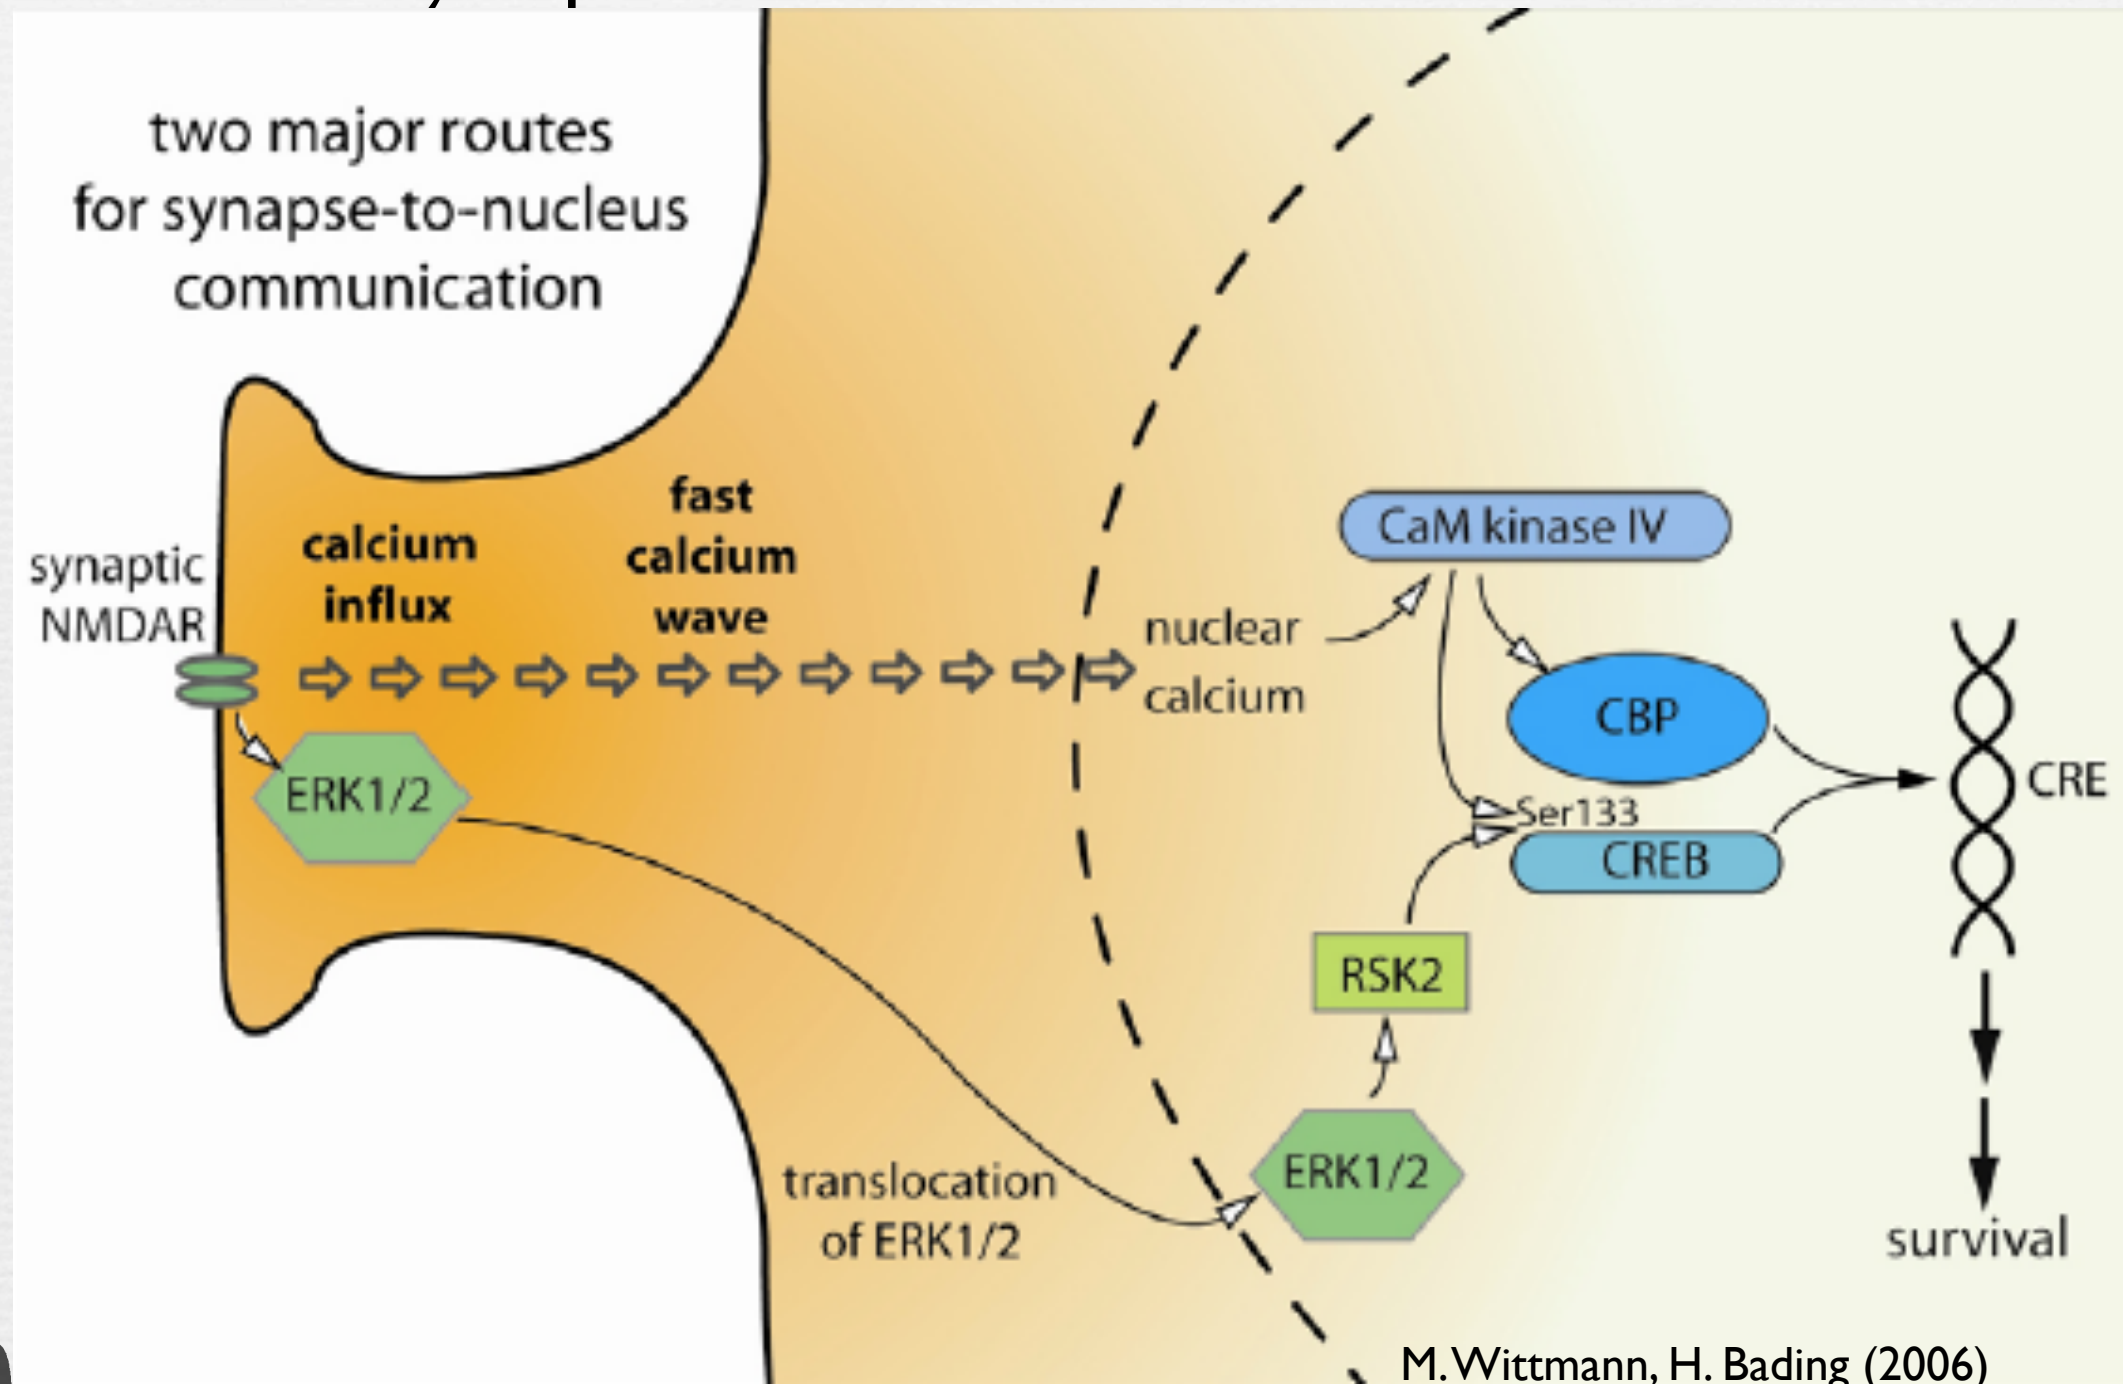 two major routes
for synapse-to-nucleus
communication
synaptic
NMDAR
calcium
influx
fast
calcium
wave
nuclear
calcium
CaM kinase IV
CBP
Ser133
CREB
CRE
ERK1/2
RSK2
translocation
of ERK1/2
ERK1/2
survival
M. Wittmann, H. Bading (2006)